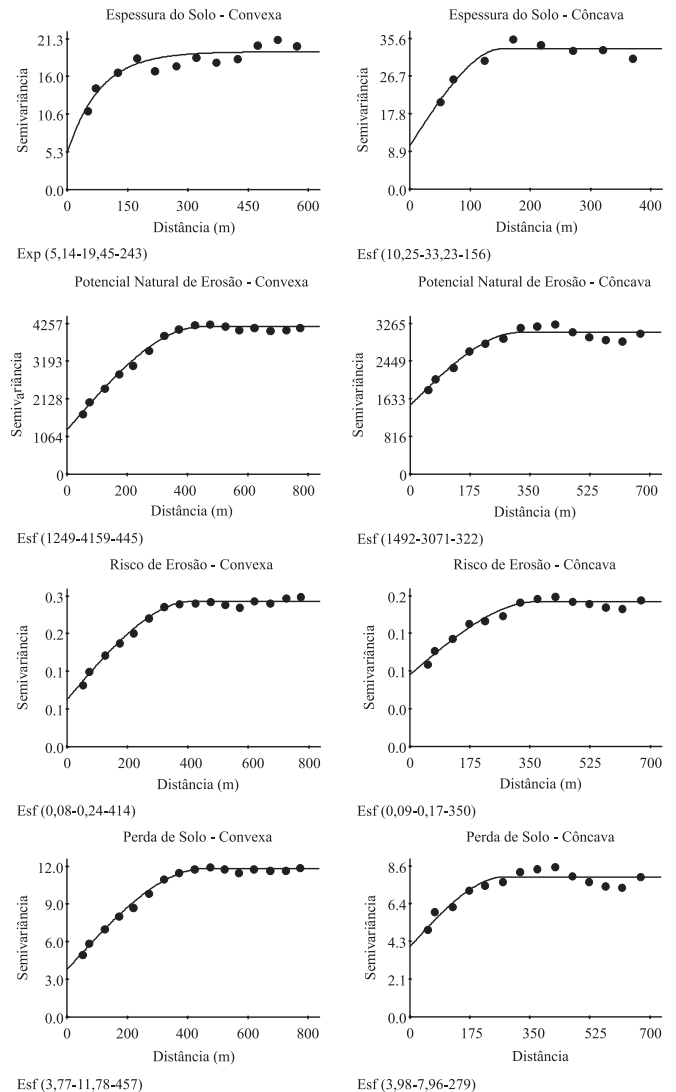 Espessura do Solo - Convexa
Semivariância
21.3
16.0
10.6
5.3
0.0
0 150 300 450 600
Distância (m)
Exp (5,14-19,45-243)
Espessura do Solo - Côncava
Semivariância
35.6
26.7
17.8
8.9
0.0
0 100 200 300 400
Distância (m)
Esf (10,25-33,23-156)
Potencial Natural de Erosão - Convexa
Semivariância
4257
3193
2128
1064
0
0 200 400 600 800
Distância (m)
Esf (1249-4159-445)
Potencial Natural de Erosão - Côncava
Semivariância
3265
2449
1633
816
0
0 175 350 525 700
Distância (m)
Esf (1492-3071-322)
Risco de Erosão - Convexa
Semivariância
0.3
0.2
0.1
0.1
0.0
0 200 400 600 800
Distância (m)
Esf (0,08-0,24-414)
Risco de Erosão - Côncava
Semivariância
0.2
0.1
0.1
0.0
0.0
0 175 350 525 700
Distância (m)
Esf (0,09-0,17-350)
Perda de Solo - Convexa
Semivariância
12.0
9.0
6.0
3.0
0.0
0 200 400 600 800
Distância (m)
Esf (3,77-11,78-457)
Perda de Solo - Côncava
Semivariância
8.6
6.4
4.3
2.1
0.0
0 175 350 525 700
Distância
Esf (3,98-7,96-279)